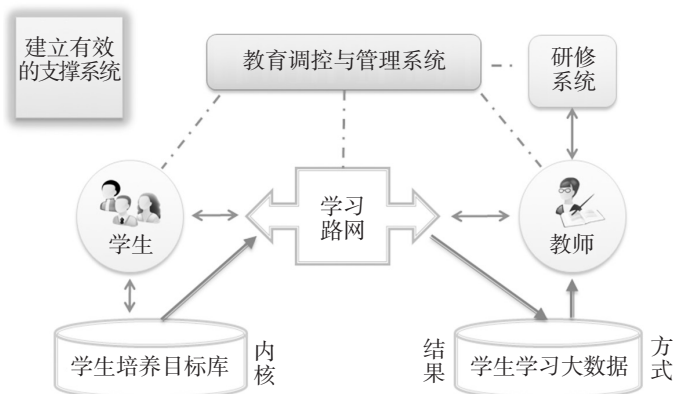 建立有效
的支撑系统
教育调控与管理系统
研修
系统
学生
学习
路网
教师
学生培养目标库
内核
结果
学生学习大数据
方式